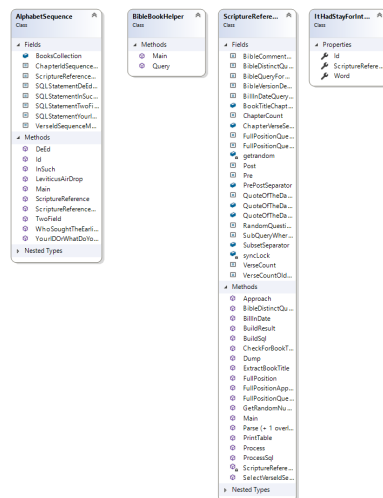 AlphabetSequence
Class
Fields
BooksCollection
ChapterIdSequence...
ScriptureReference...
SQLStatementDeEd...
SQLStatementInSuc...
SQLStatementTwoFi...
SQLStatementYourI...
VerseIdSequenceM...
Methods
DeEd
Id
InSuch
LeviticusAirDrop
Main
ScriptureReference
ScriptureReference...
TwoField
WhoSoughtTheEarli...
YourIDOrWhatDoYo...
Nested Types
BibleBookHelper
Class
Methods
Main
Query
ScriptureRefere...
Class
Fields
BibleComment...
BibleDistinctQu...
BibleQueryFor...
BibleVersionDe...
BillInDateQuery...
BookTitleChapt...
ChapterCount
ChapterVerseSe...
FullPositionQue...
FullPositionQue...
getrandom
Post
Pre
PrePostSeparator
QuoteOfTheDa...
QuoteOfTheDa...
QuoteOfTheDa...
RandomQuesti...
SubQueryWher...
SubsetSeparator
syncLock
VerseCount
VerseCountOld...
Methods
Approach
BibleDistinctQu...
BillInDate
BuildResult
BuildSql
CheckForBookT...
Dump
ExtractBookTitle
FullPosition
FullPositionApp...
FullPositionQue...
GetRandomNu...
Main
Parse (+ 1 overl...
PrintTable
Process
ProcessSql
ScriptureRefere...
SelectVerseIdSe...
Nested Types
ItHadStayForInt...
Class
Properties
Id
ScriptureRefere...
Word